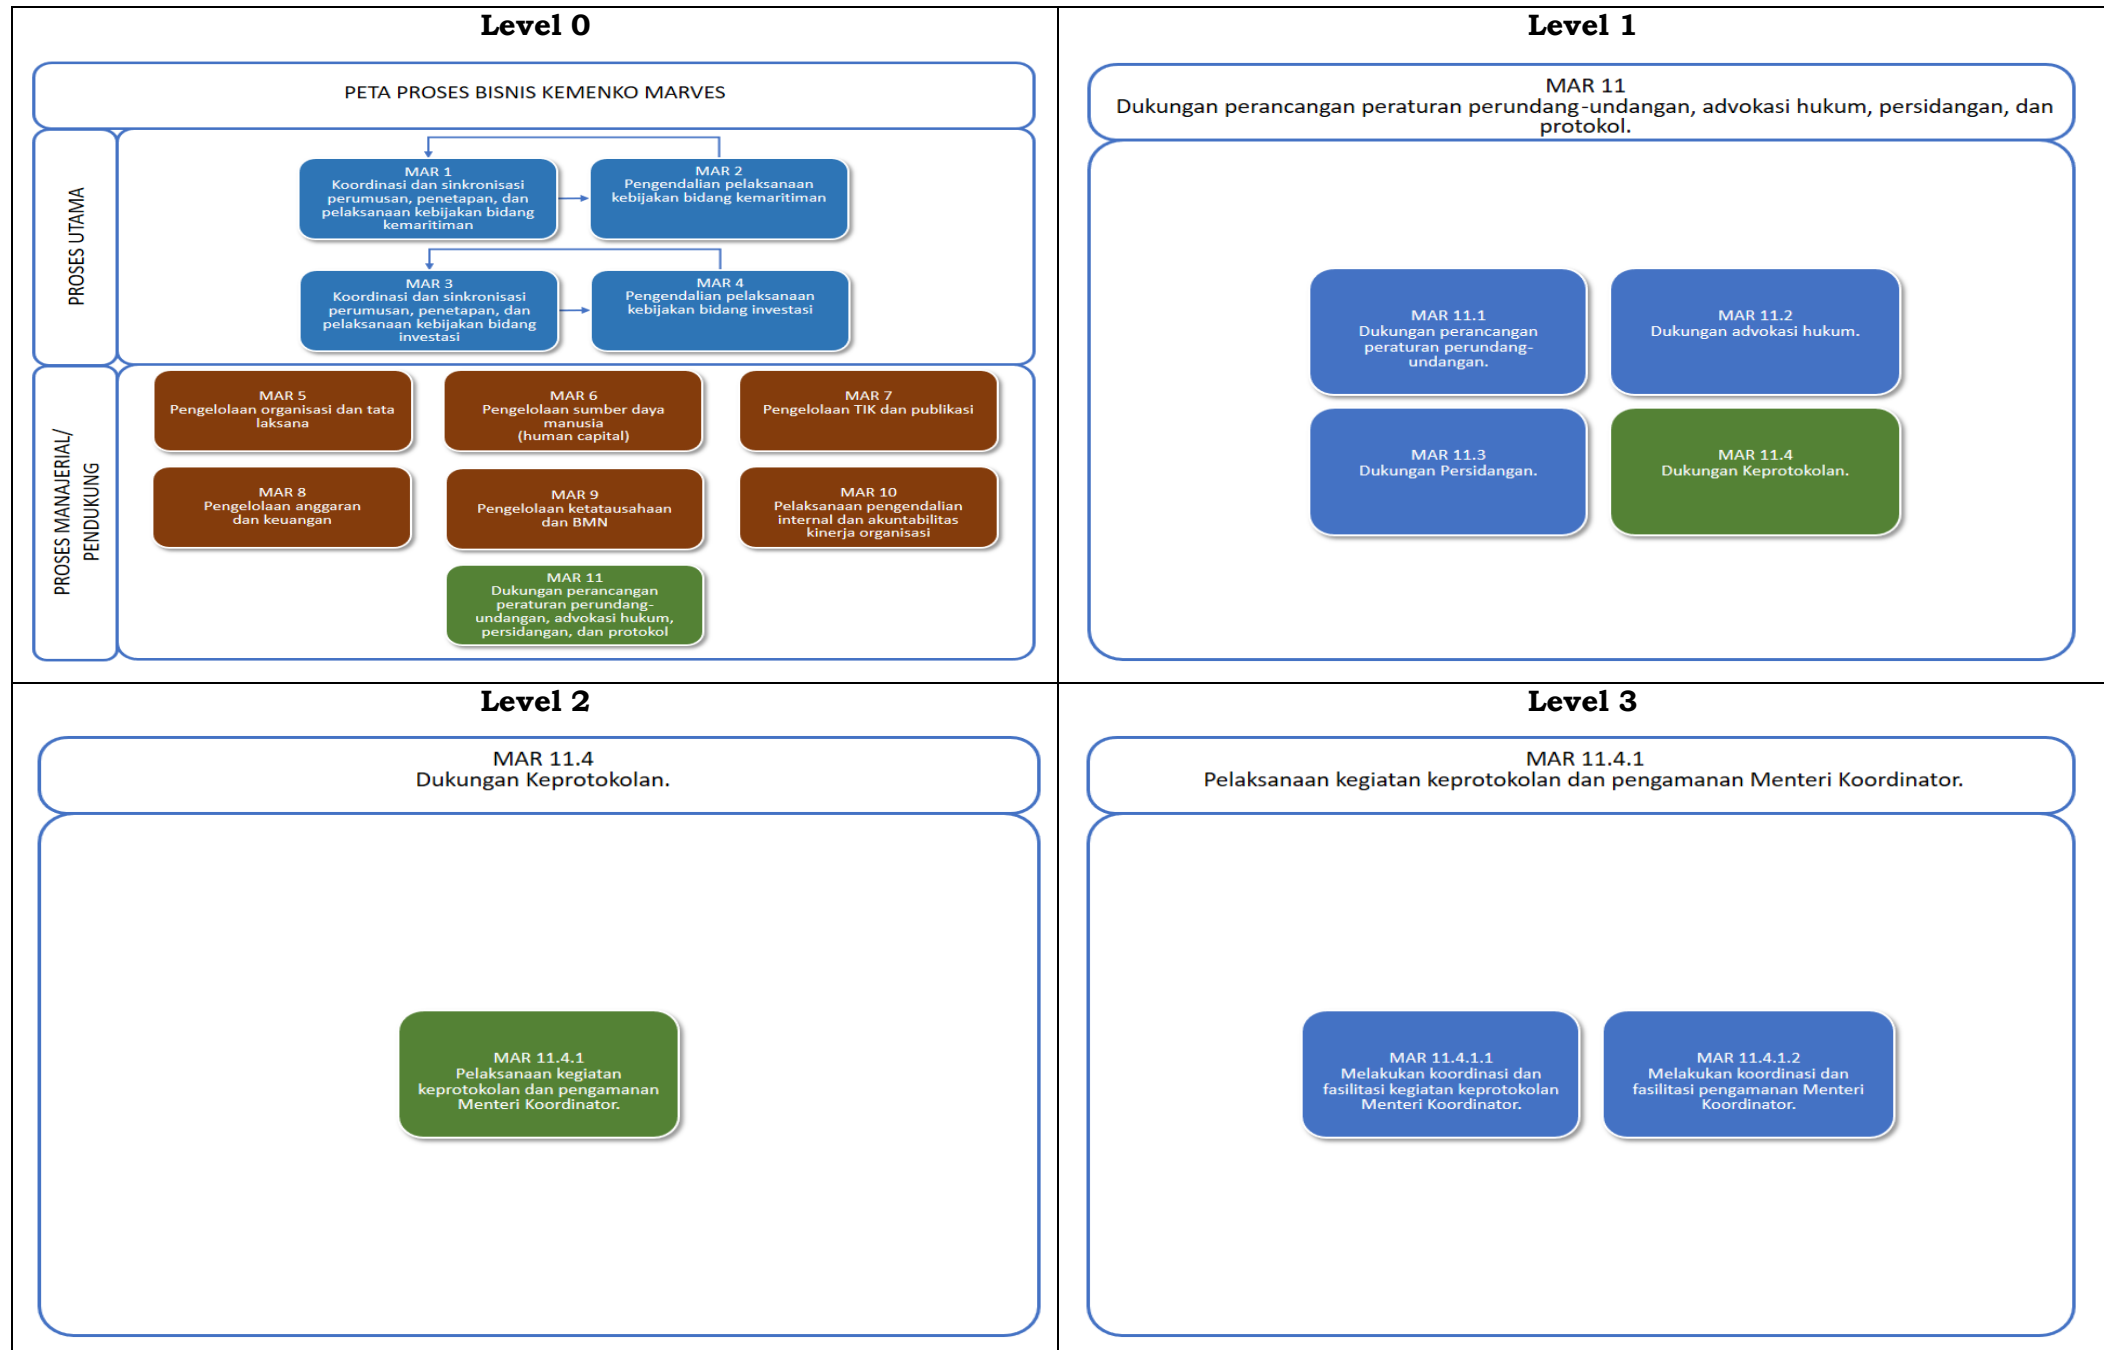 Level 0
PETA PROSES BISNIS KEMENKO MARVES
PROSES UTAMA
MAR 1
Koordinasi dan sinkronisasi
perumusan, penetapan, dan
pelaksanaan kebijakan bidang
kemaritiman
MAR 2
Pengendalian pelaksanaan
kebijakan bidang kemaritiman
MAR 3
Koordinasi dan sinkronisasi
perumusan, penetapan, dan
pelaksanaan kebijakan bidang
investasi
MAR 4
Pengendalian pelaksanaan
kebijakan bidang investasi
PROSES MANAJERIAL/
PENDUKUNG
MAR 5
Pengelolaan organisasi dan tata
laksana
MAR 6
Pengelolaan sumber daya
manusia
(human capital)
MAR 7
Pengelolaan TIK dan publikasi
MAR 8
Pengelolaan anggaran
dan keuangan
MAR 9
Pengelolaan ketatausahaan
dan BMN
MAR 10
Pelaksanaan pengendalian
internal dan akuntabilitas
kinerja organisasi
MAR 11
Dukungan perancangan
peraturan perundang-
undangan, advokasi hukum,
persidangan, dan protokol
Level 1
MAR 11
Dukungan perancangan peraturan perundang-undangan, advokasi hukum, persidangan, dan
protokol.
MAR 11.1
Dukungan perancangan
peraturan perundang-
undangan.
MAR 11.2
Dukungan advokasi hukum.
MAR 11.3
Dukungan Persidangan.
MAR 11.4
Dukungan Keprotokolan.
Level 2
MAR 11.4
Dukungan Keprotokolan.
MAR 11.4.1
Pelaksanaan kegiatan
keprotokolan dan pengamanan
Menteri Koordinator.
Level 3
MAR 11.4.1
Pelaksanaan kegiatan keprotokolan dan pengamanan Menteri Koordinator.
MAR 11.4.1.1
Melakukan koordinasi dan
fasilitasi kegiatan keprotokolan
Menteri Koordinator.
MAR 11.4.1.2
Melakukan koordinasi dan
fasilitasi pengamanan Menteri
Koordinator.